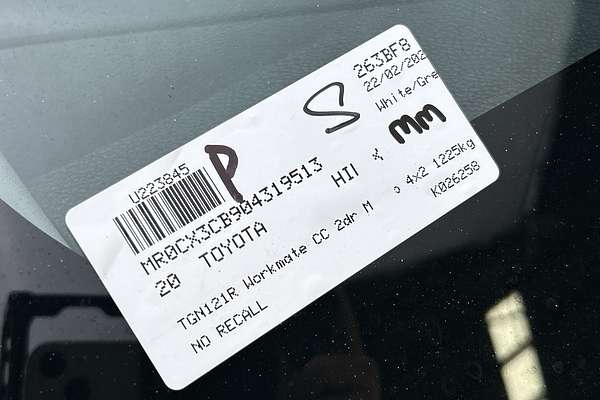 263BF8
22/02/202
White/Gre
S
MM
P
U223845
MR0CX3CB904319513
20 TOYOTA HII
TGN121R Workmate CC 2dr M o 4x2 1225kg
NO RECALL K026258